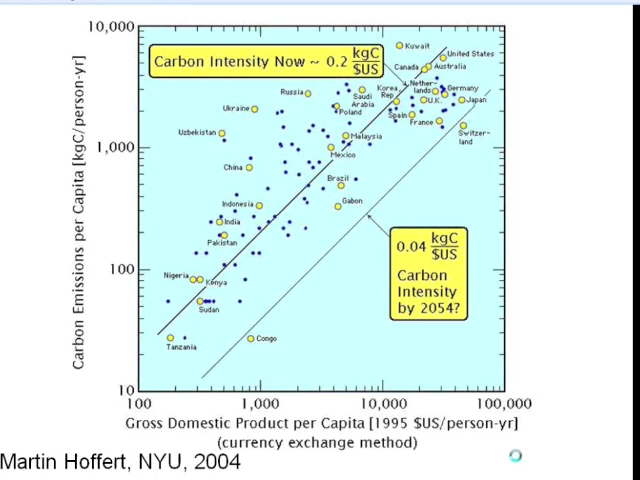 10,000
1,000
100
10
Carbon Emissions per Capita [kgC/person-yr]
Carbon Intensity Now ~ 0.2 kgC
$US
Kuwait
United States
Canada
Australia
Nether-
lands
Germany
Korea
Rep.
U.K.
Japan
Russia
Saudi
Arabia
Poland
Spain
France
Switzer-
land
Ukraine
Uzbekistan
Malaysia
Mexico
China
Brazil
Gabon
Indonesia
India
Pakistan
0.04 kgC
$US
Carbon
Intensity
by 2054?
Nigeria
Kenya
Sudan
Tanzania
Congo
100
1,000
10,000
100,000
Gross Domestic Product per Capita [1995 $US/person-yr]
(currency exchange method)
Martin Hoffert, NYU, 2004